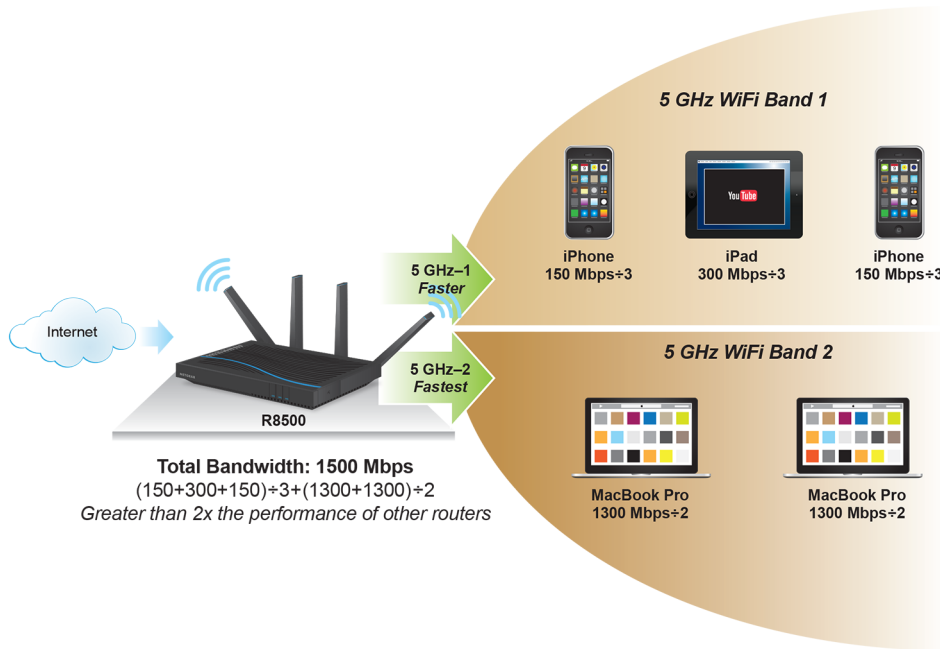 5 GHz WiFi Band 1
iPhone
150 Mbps÷3
iPad
300 Mbps÷3
iPhone
150 Mbps÷3
YouTube
5 GHz–1
Faster
Internet
5 GHz–2
Fastest
R8500
NETGEAR
5 GHz WiFi Band 2
MacBook Pro
1300 Mbps÷2
MacBook Pro
1300 Mbps÷2
Total Bandwidth: 1500 Mbps
(150+300+150)÷3+(1300+1300)÷2
Greater than 2x the performance of other routers